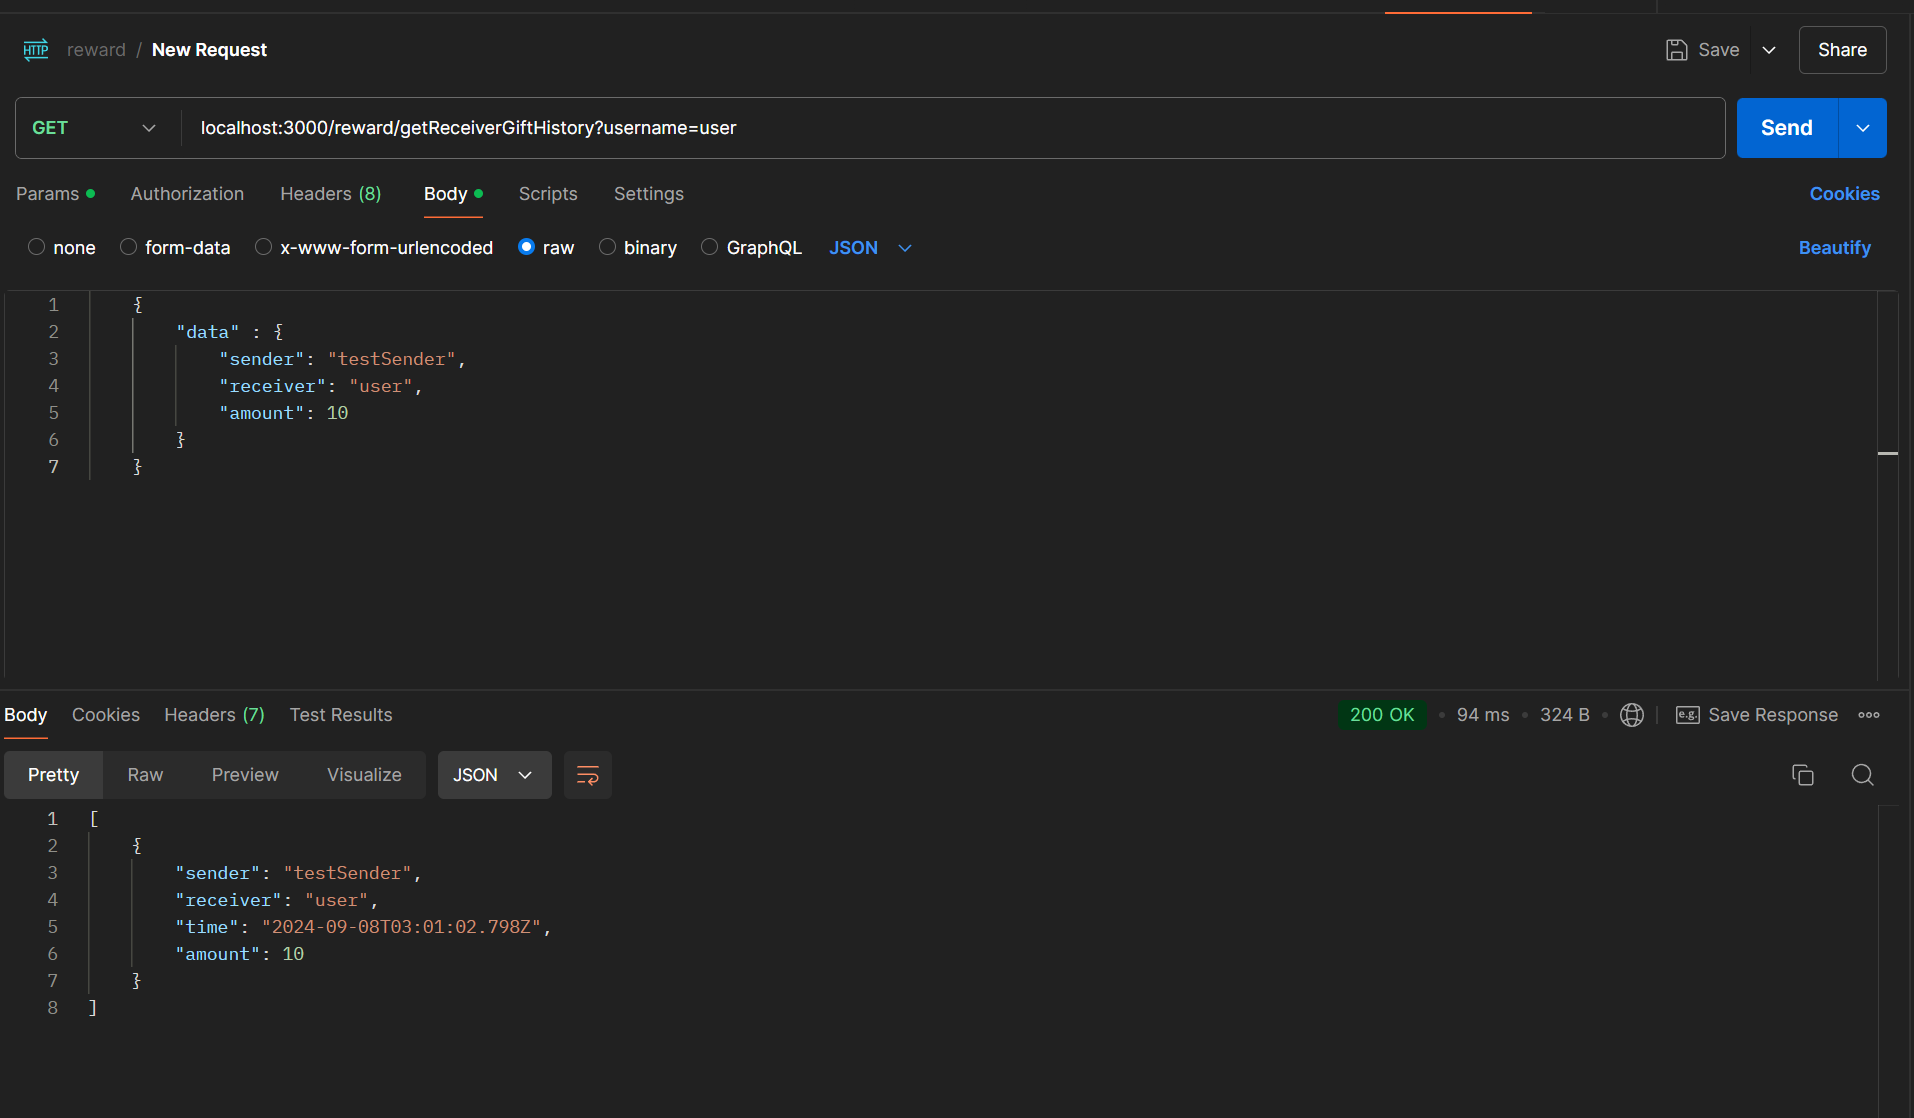 HTTP reward / New Request Save Share
GET localhost:3000/reward/getReceiverGiftHistory?username=user Send
Params Authorization Headers (8) Body Scripts Settings Cookies
none form-data x-www-form-urlencoded raw binary GraphQL JSON Beautify
1 {
2 "data" : {
3 "sender": "testSender",
4 "receiver": "user",
5 "amount": 10
6 }
7 }
Body Cookies Headers (7) Test Results 200 OK • 94 ms • 324 B • e.g. Save Response
Pretty Raw Preview Visualize JSON
1 [
2 {
3 "sender": "testSender",
4 "receiver": "user",
5 "time": "2024-09-08T03:01:02.798Z",
6 "amount": 10
7 }
8 ]